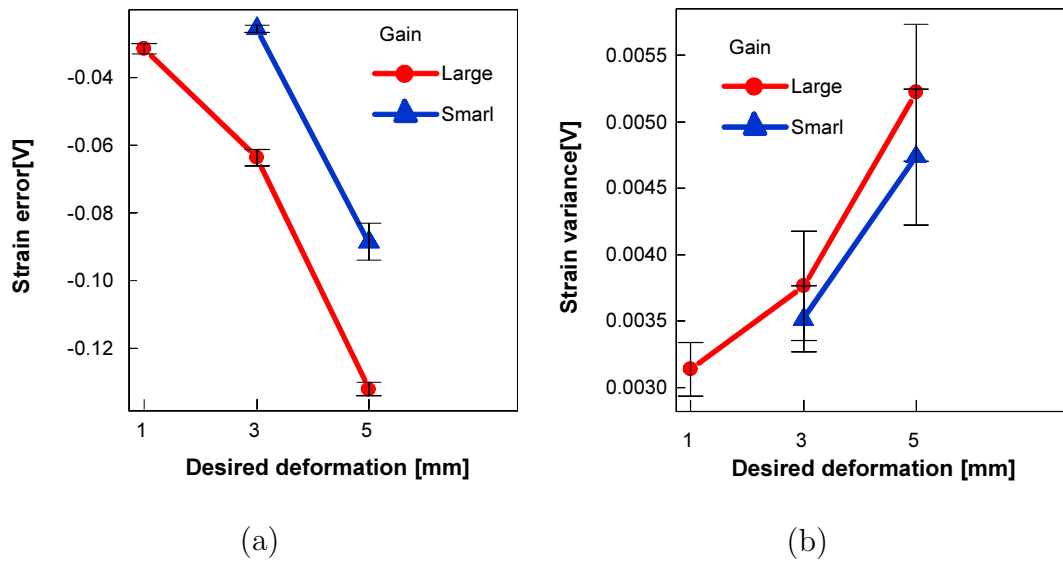 Gain
Large
Smarl
-0.04
-0.06
-0.08
-0.10
-0.12
Strain error[V]
1
3
5
Desired deformation [mm]
(a)
Gain
Large
Smarl
0.0055
0.0050
0.0045
0.0040
0.0035
0.0030
Strain variance[V]
1
3
5
Desired deformation [mm]
(b)